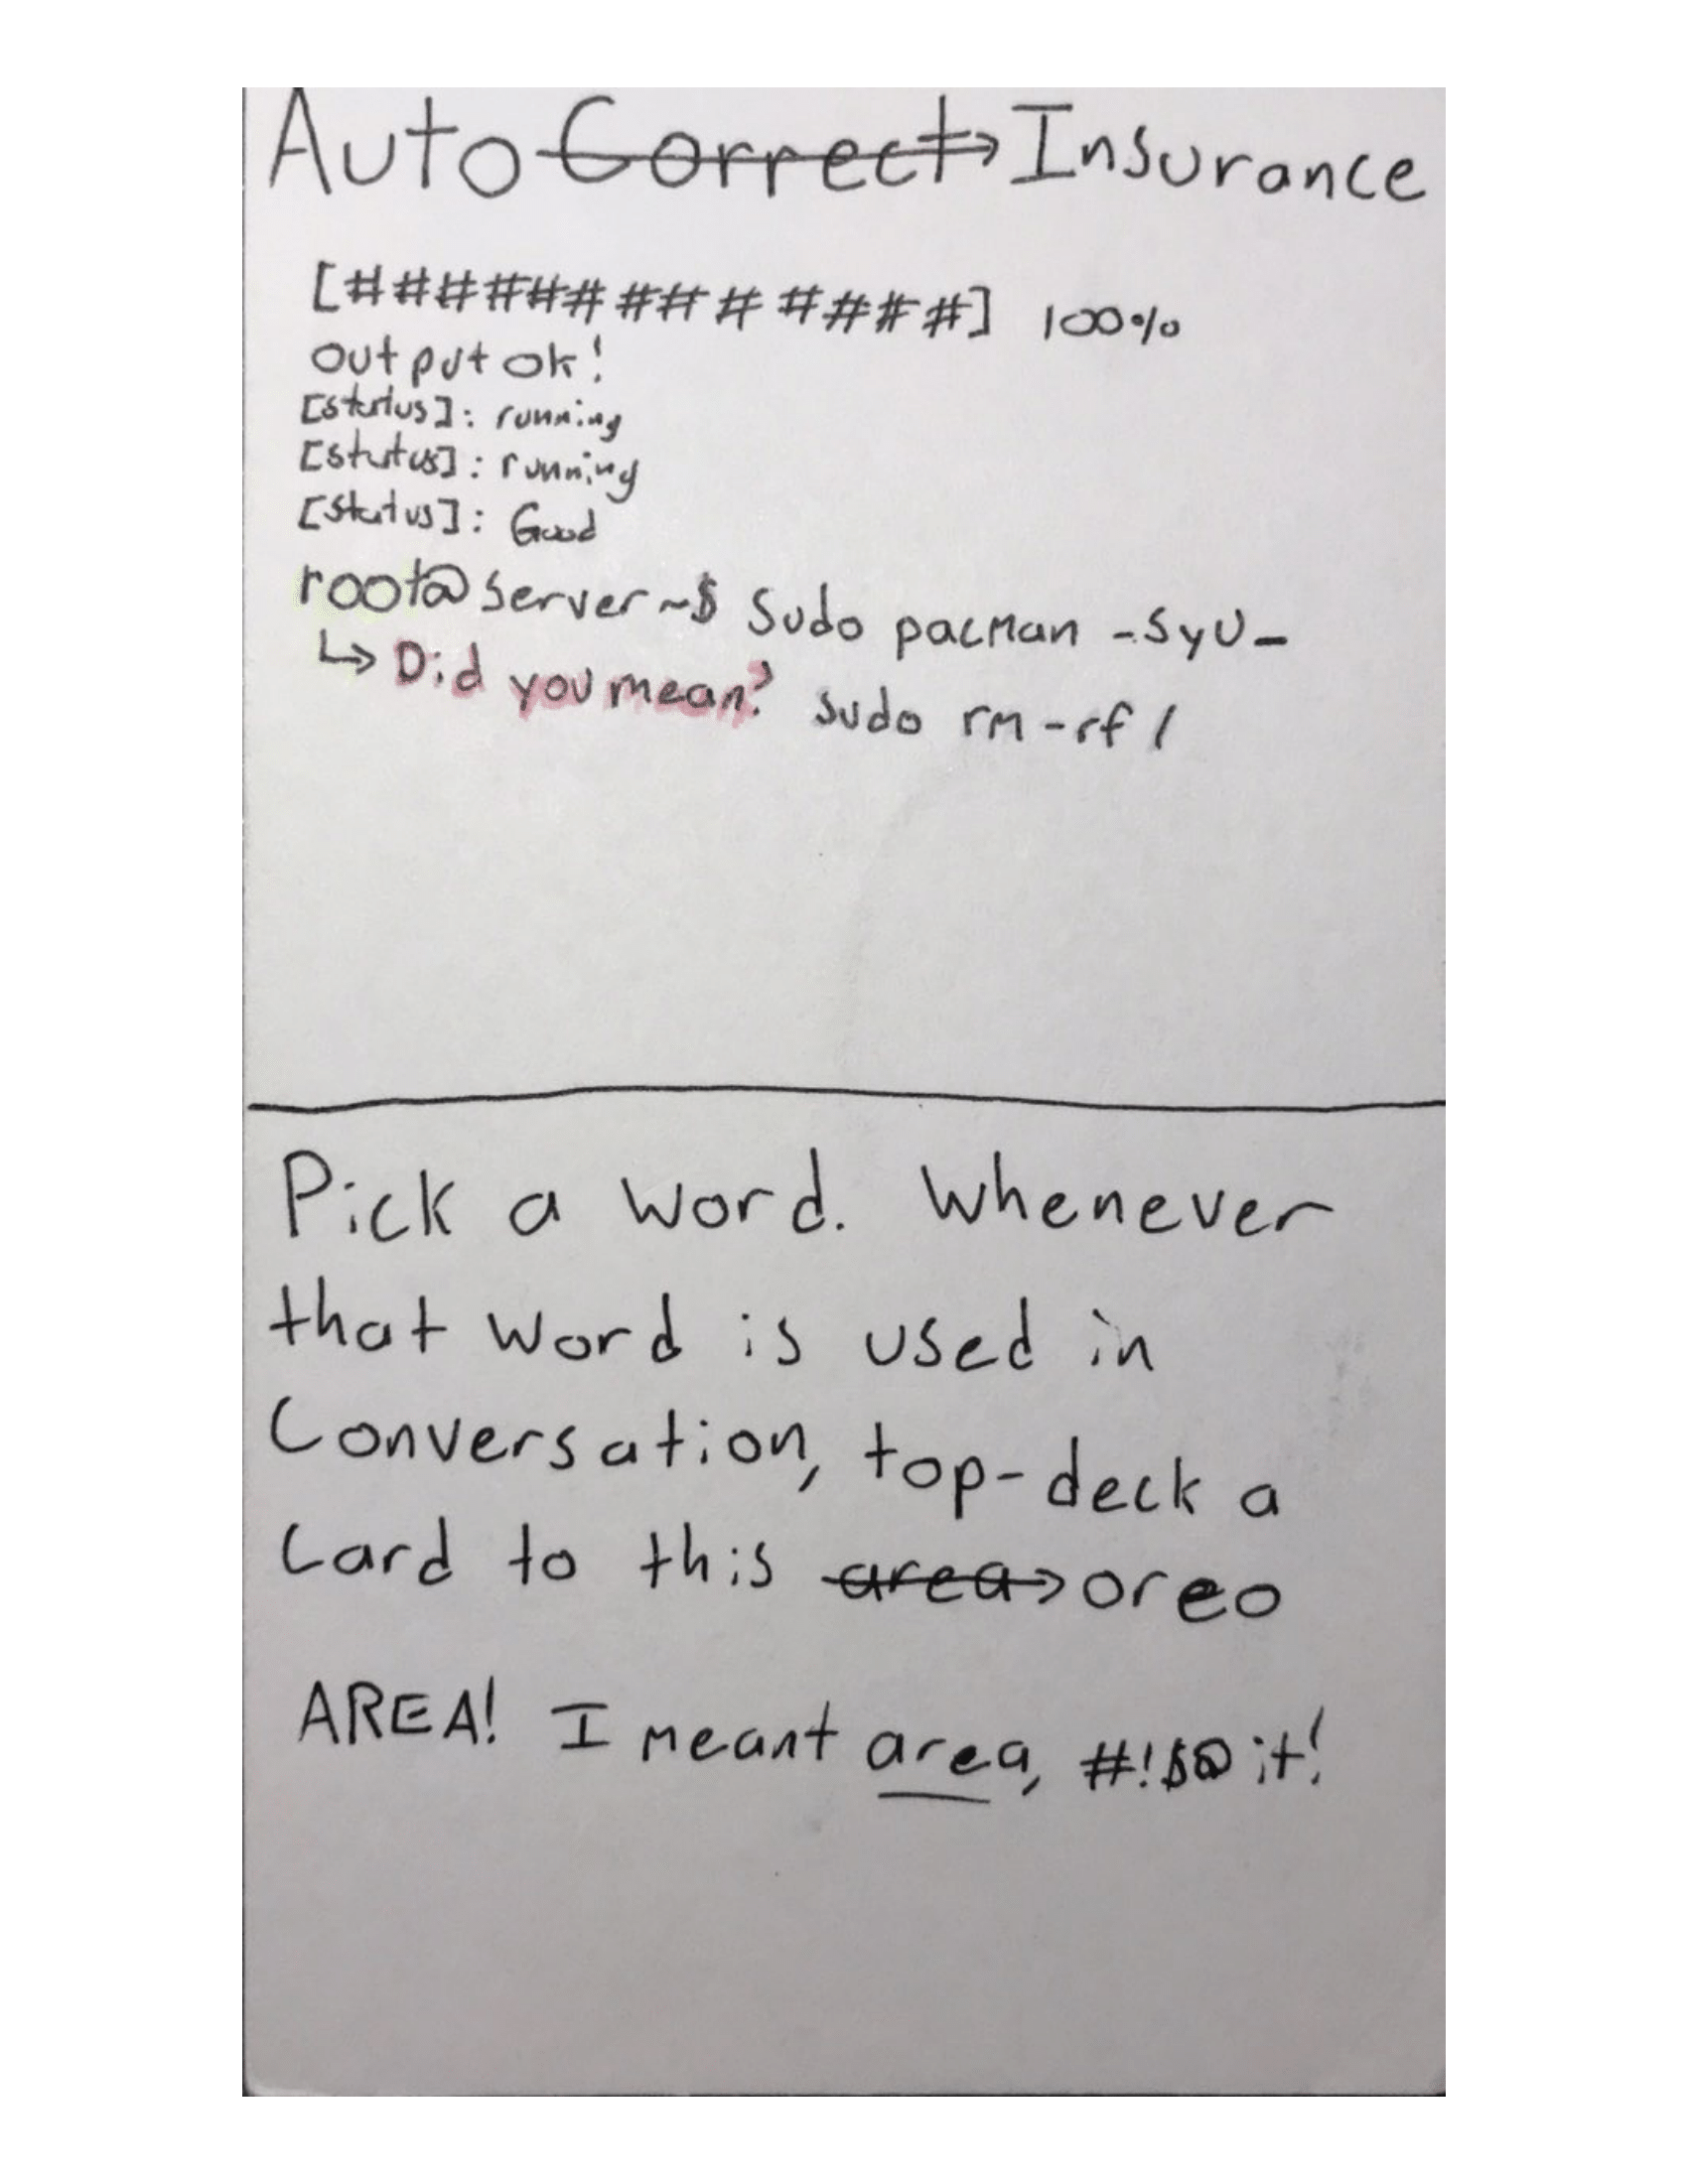 Auto Correct→ Insurance
[#############] 100%
output ok!
[status]: running
[status]: running
[status]: Good
root@server~$ Sudo pacman -SyU_
↳ Did you mean? sudo rm -rf /
Pick a word. Whenever
that word is used in
Conversation, top-deck a
Card to this area→oreo
AREA! I meant area, #!$@ it!